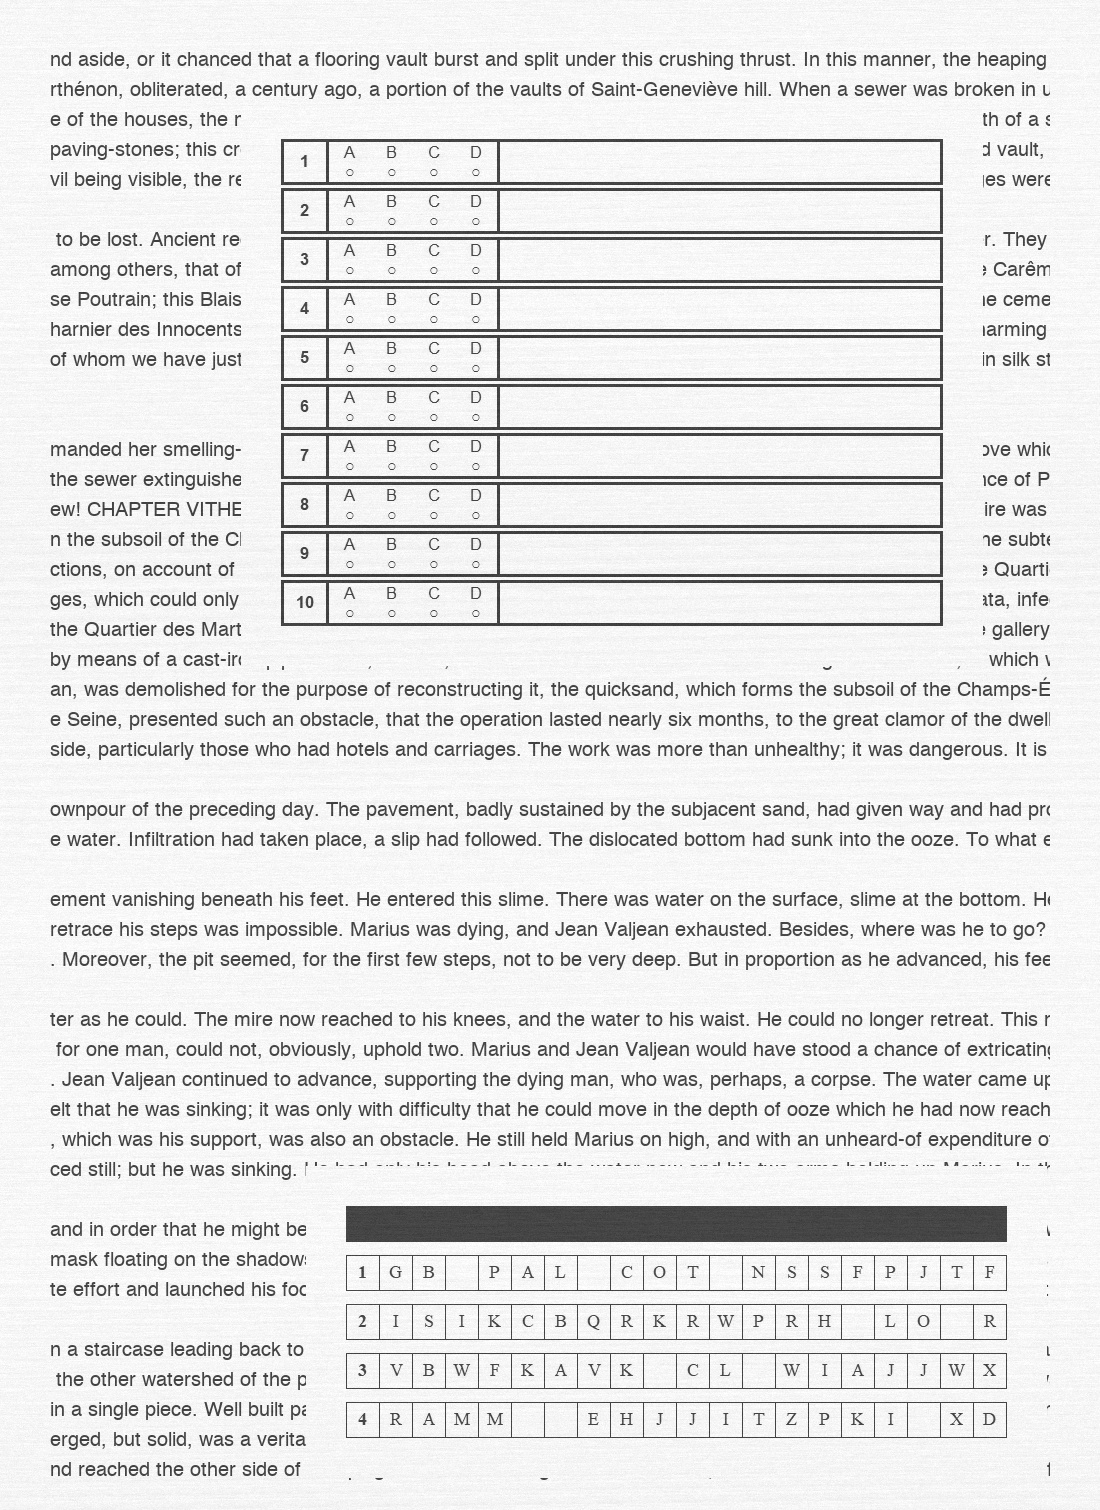 nd aside, or it chanced that a flooring vault burst and split under this crushing thrust. In this manner, the heaping
rthénon, obliterated, a century ago, a portion of the vaults of Saint-Geneviève hill. When a sewer was broken in
e of the houses, the th of a
paving-stones; this vault,
vil being visible, the were
1 A B C D
2 A B C D
to be lost. Ancient They
among others, that of Carêm
3 A B C D
se Poutrain; this Blais ceme
4 A B C D
harnier des Innocents harming
of whom we have just in silk st
5 A B C D
6 A B C D
manded her smelling- ove
7 A B C D
the sewer extinguishe nce of P
ew! CHAPTER VITHE ire was
8 A B C D
n the subsoil of the
9 A B C D
ctions, on account of Quarti
ges, which could only ata, infe
10 A B C D
the Quartier des Mart gallery
by means of a which
an, was demolished for the purpose of reconstructing it, the quicksand, which forms the subsoil of the Champs-É
e Seine, presented such an obstacle, that the operation lasted nearly six months, to the great clamor of the dwell
side, particularly those who had hotels and carriages. The work was more than unhealthy; it was dangerous. It is
ownpour of the preceding day. The pavement, badly sustained by the subjacent sand, had given way and had pro
e water. Infiltration had taken place, a slip had followed. The dislocated bottom had sunk into the ooze. To what
ement vanishing beneath his feet. He entered this slime. There was water on the surface, slime at the bottom. He
retrace his steps was impossible. Marius was dying, and Jean Valjean exhausted. Besides, where was he to go?
. Moreover, the pit seemed, for the first few steps, not to be very deep. But in proportion as he advanced, his fee
ter as he could. The mire now reached to his knees, and the water to his waist. He could no longer retreat. This
for one man, could not, obviously, uphold two. Marius and Jean Valjean would have stood a chance of extricating
. Jean Valjean continued to advance, supporting the dying man, who was, perhaps, a corpse. The water came up
elt that he was sinking; it was only with difficulty that he could move in the depth of ooze which he had now reach
, which was his support, was also an obstacle. He still held Marius on high, and with an unheard-of expenditure of
ced still; but he was sinking.
and in order that he might be
mask floating on the shadows
1 G B P A L C O T N S S F P J T F
te effort and launched his foo
2 I S I K C B Q R K R W P R H L O R
n a staircase leading back to
the other watershed of the p
3 V B W F K A V K C L W I A J J W X
in a single piece. Well built pa
4 R A M M E H J J I T Z P K I X D
erged, but solid, was a verita
nd reached the other side of